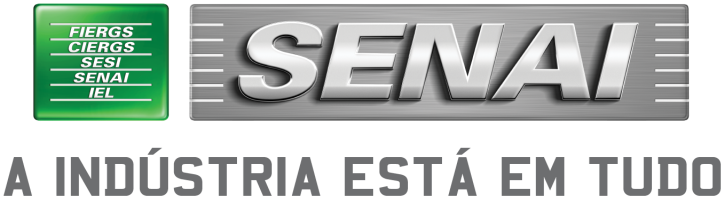 FIERGS
CIERGS
SESI
SENAI
IEL
SENAI
A INDÚSTRIA ESTÁ EM TUDO